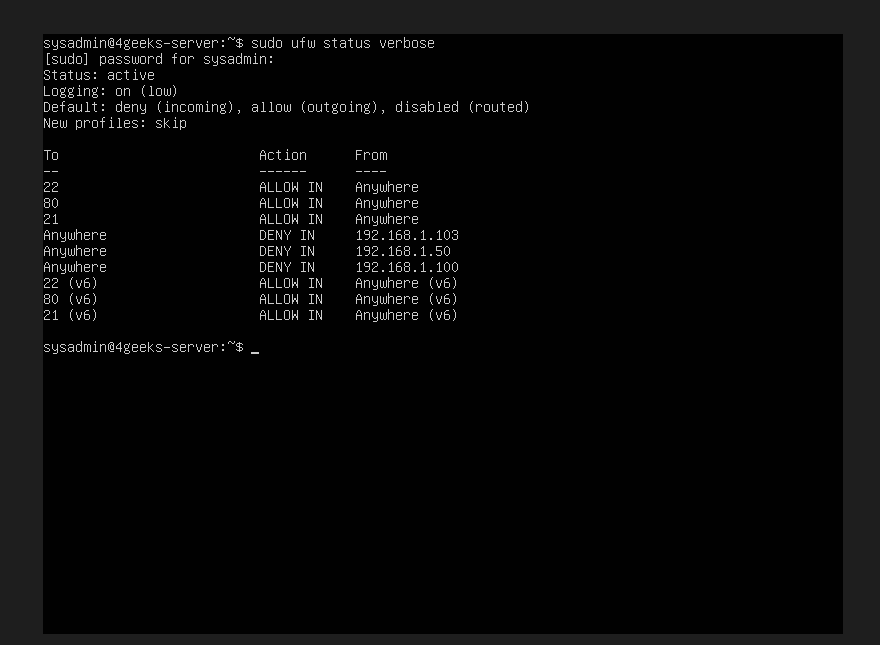 sysadmin@4geeks-server:~$ sudo ufw status verbose
[sudo] password for sysadmin:
Status: active
Logging: on (low)
Default: deny (incoming), allow (outgoing), disabled (routed)
New profiles: skip
To                         Action      From
--                         ------      ----
22                         ALLOW IN    Anywhere
80                         ALLOW IN    Anywhere
21                         ALLOW IN    Anywhere
Anywhere                   DENY IN     192.168.1.103
Anywhere                   DENY IN     192.168.1.50
Anywhere                   DENY IN     192.168.1.100
22 (v6)                    ALLOW IN    Anywhere (v6)
80 (v6)                    ALLOW IN    Anywhere (v6)
21 (v6)                    ALLOW IN    Anywhere (v6)
sysadmin@4geeks-server:~$ _